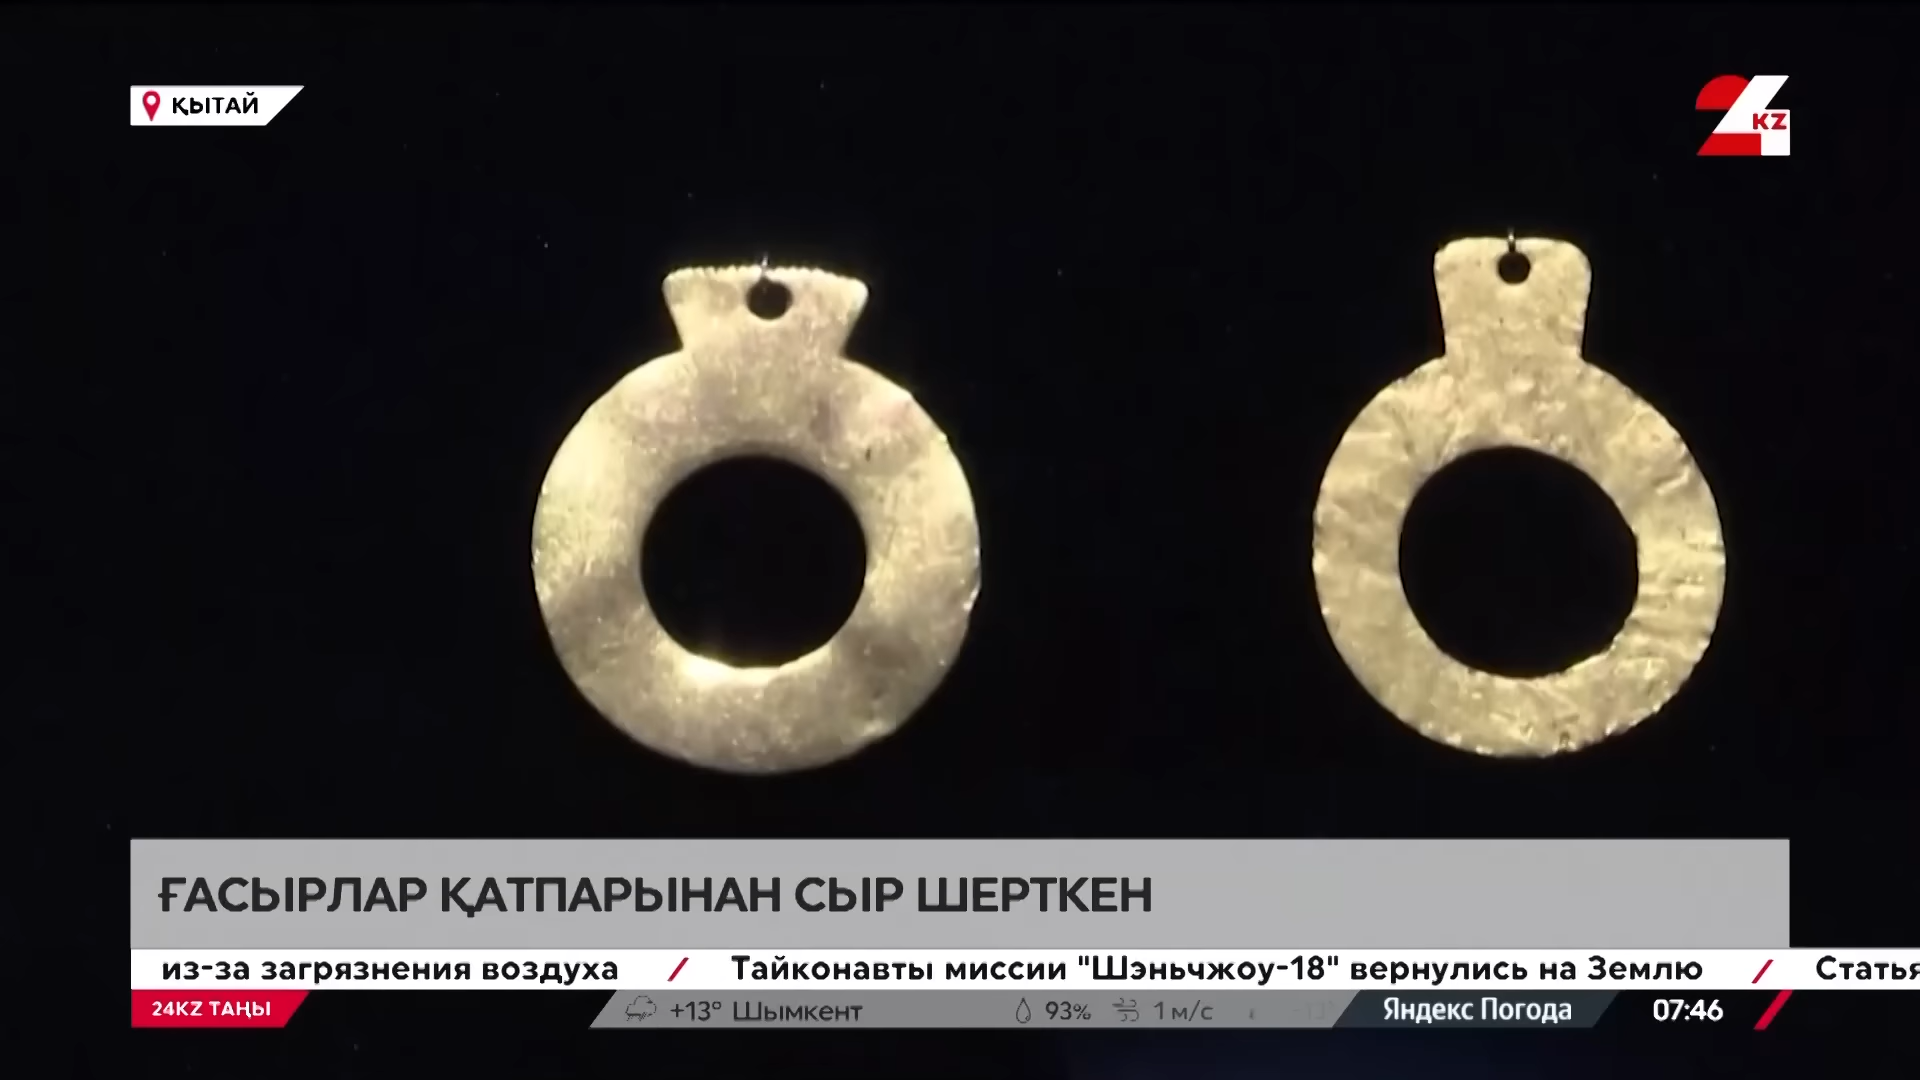 ҚЫТАЙ
24 KZ
ҒАСЫРЛАР ҚАТПАРЫНАН СЫР ШЕРТКЕН
из-за загрязнения воздуха / Тайконавты миссии "Шэньчжоу-18" вернулись на Землю / Статья
24KZ ТАҢЫ +13° Шымкент 93% 1 м/с Яндекс Погода 07:46